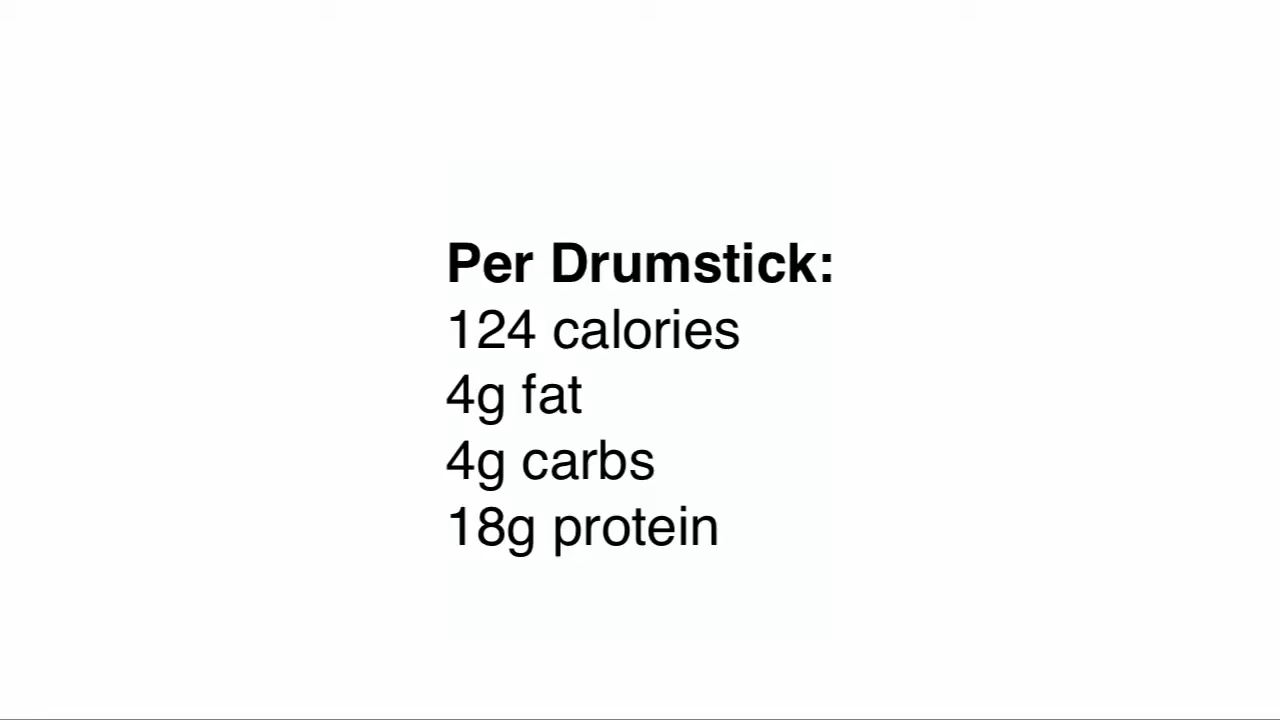 Per Drumstick:
124 calories
4g fat
4g carbs
18g protein